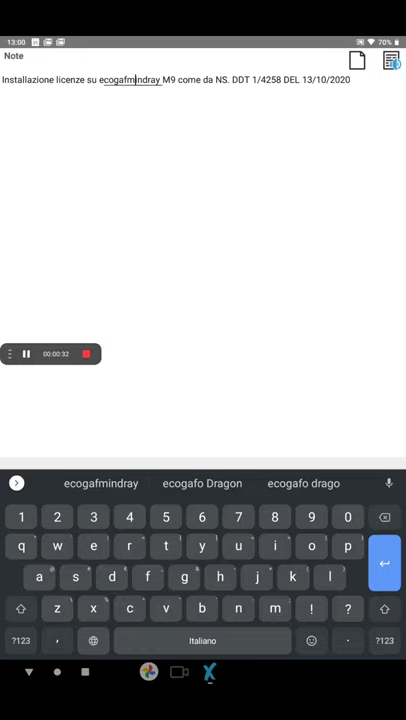 13:00
70%
Note
Installazione licenze su ecogafmindray M9 come da NS. DDT 1/4258 DEL 13/10/2020
00:00:32
ecogafmindray ecogafo Dragon ecogafo drago
1 2 3 4 5 6 7 8 9 0
q w e r t y u i o p
a s d f g h j k l
z x c v b n m ! ?
?123 , Italiano . ?123